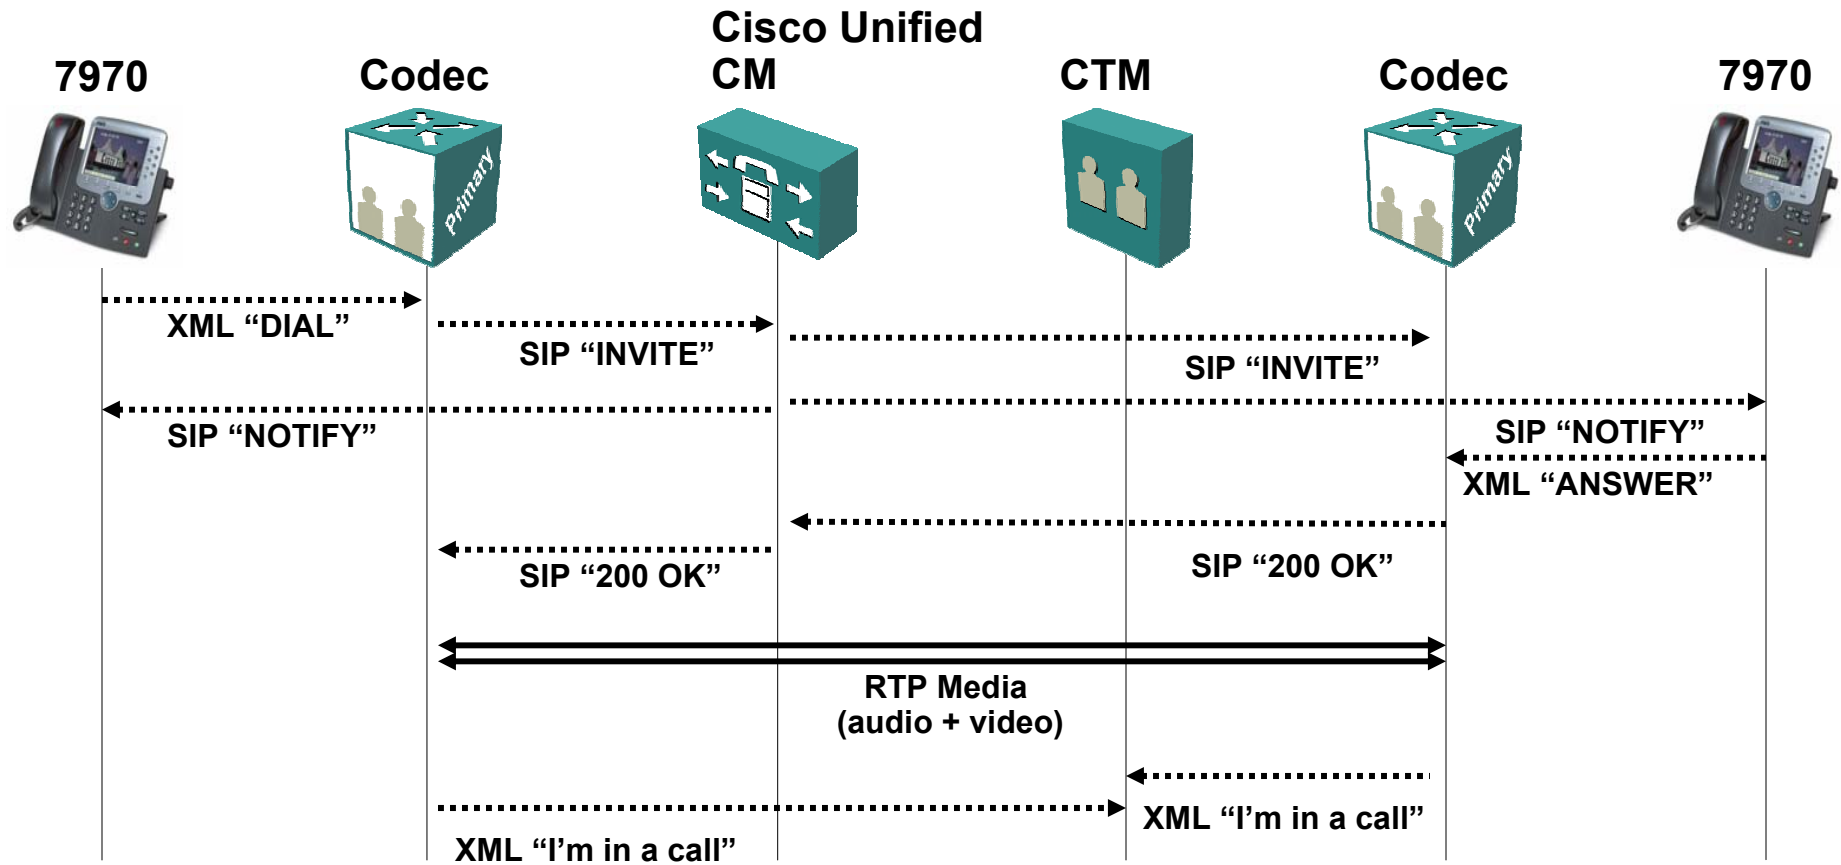 Cisco Unified
CM
7970
Codec
CTM
Codec
7970
Primary
Primary
XML “DIAL”
SIP “INVITE”
SIP “INVITE”
SIP “NOTIFY”
SIP “NOTIFY”
XML “ANSWER”
SIP “200 OK”
SIP “200 OK”
RTP Media
(audio + video)
XML “I’m in a call”
XML “I’m in a call”